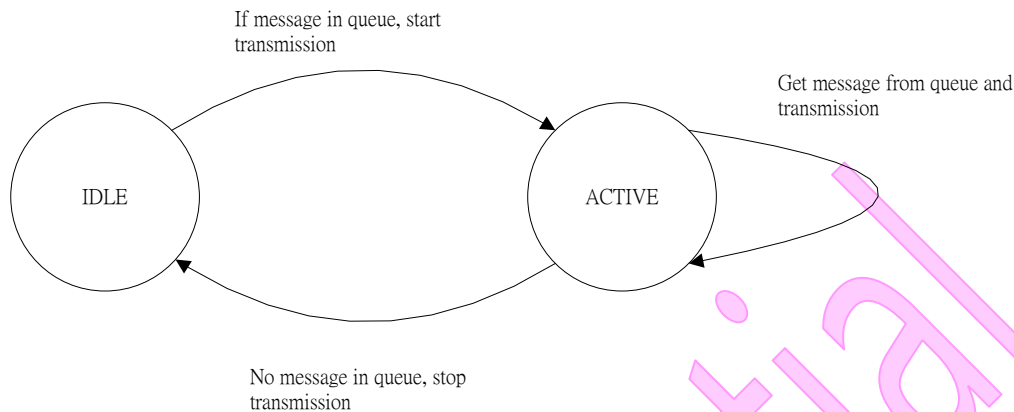 If message in queue, start
transmission
Get message from queue and
transmission
IDLE
ACTIVE
No message in queue, stop
transmission
tial